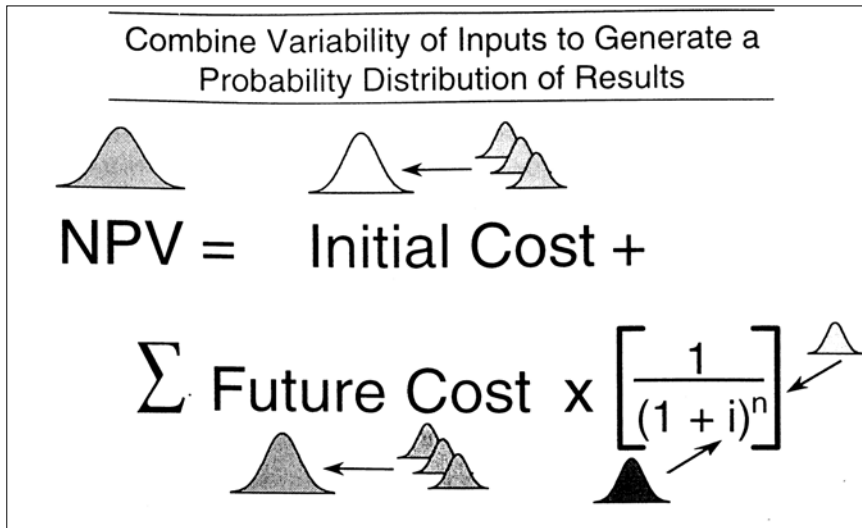 Combine Variability of Inputs to Generate a
Probability Distribution of Results
NPV = Initial Cost +
∑ Future Cost x [1/(1 + i)ⁿ]